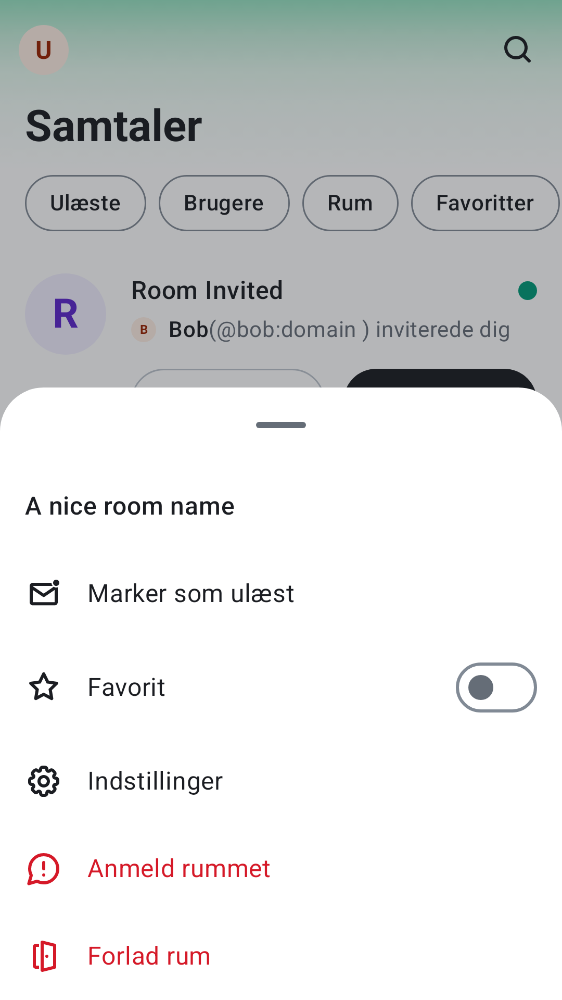 U
Samtaler
Ulæste Brugere Rum Favoritter
R
Room Invited
B Bob(@bob:domain ) inviterede dig
A nice room name
Marker som ulæst
Favorit
Indstillinger
Anmeld rummet
Forlad rum